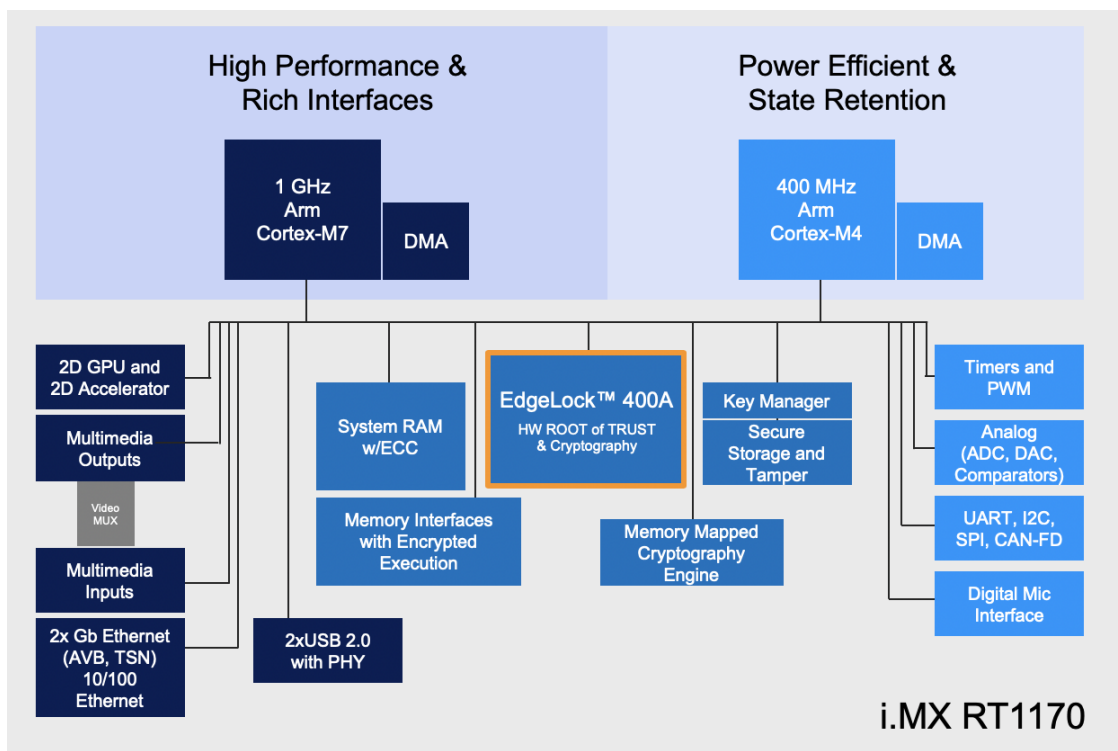 High Performance &
Rich Interfaces
Power Efficient &
State Retention
1 GHz
Arm
Cortex-M7
DMA
400 MHz
Arm
Cortex-M4
DMA
2D GPU and
2D Accelerator
Multimedia
Outputs
Video
MUX
Multimedia
Inputs
2x Gb Ethernet
(AVB, TSN)
10/100
Ethernet
2xUSB 2.0
with PHY
System RAM
w/ECC
Memory Interfaces
with Encrypted
Execution
EdgeLock™ 400A
HW ROOT of TRUST
& Cryptography
Key Manager
Secure
Storage and
Tamper
Memory Mapped
Cryptography
Engine
Timers and
PWM
Analog
(ADC, DAC,
Comparators)
UART, I2C,
SPI, CAN-FD
Digital Mic
Interface
i.MX RT1170